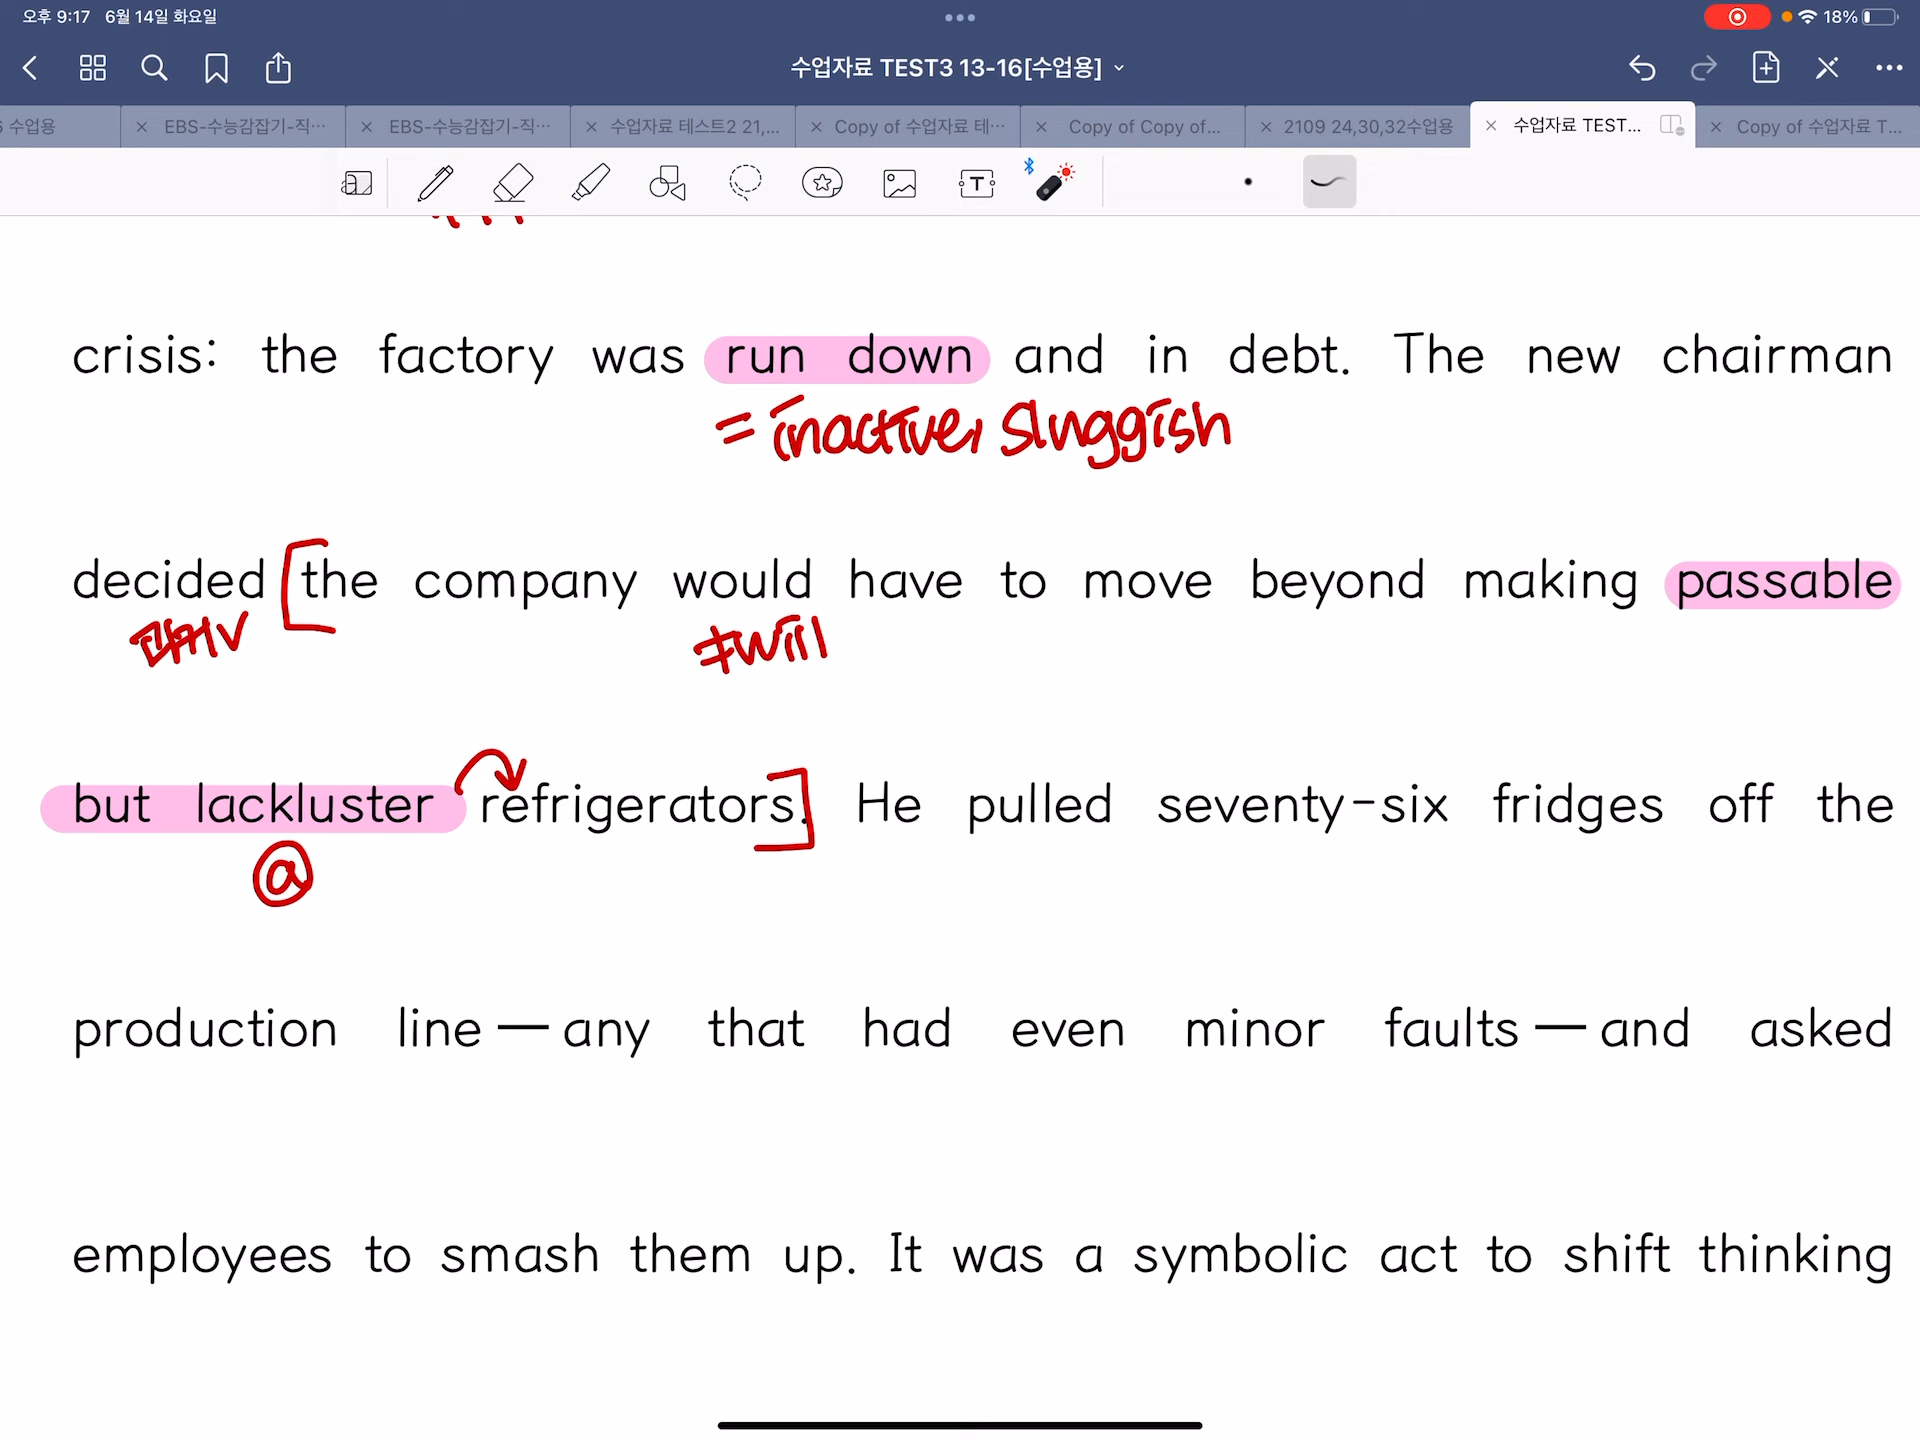 오후 9:17 6월 14일 화요일
18%
수업자료 TEST3 13-16[수업용]
수업용
EBS-수능감잡기-직…
EBS-수능감잡기-직…
수업자료 테스트2 21,...
Copy of 수업자료 테…
Copy of Copy of...
2109 24,30,32수업용
수업자료 TEST...
Copy of 수업자료 T...
crisis: the factory was run down and in debt. The new chairman
= inactive, sluggish
decided [the company would have to move beyond making passable
과거V ≠will
but lackluster refrigerators.] He pulled seventy-six fridges off the
ⓐ
production line — any that had even minor faults — and asked
employees to smash them up. It was a symbolic act to shift thinking